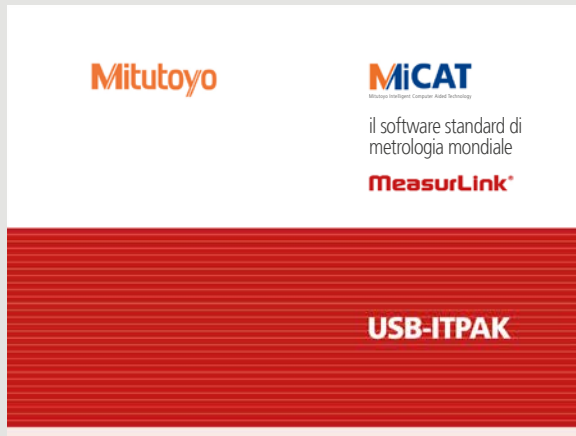 Mitutoyo
MiCAT
Mitutoyo Intelligent Computer Aided Technology
il software standard di
metrologia mondiale
MeasurLink®
USB-ITPAK